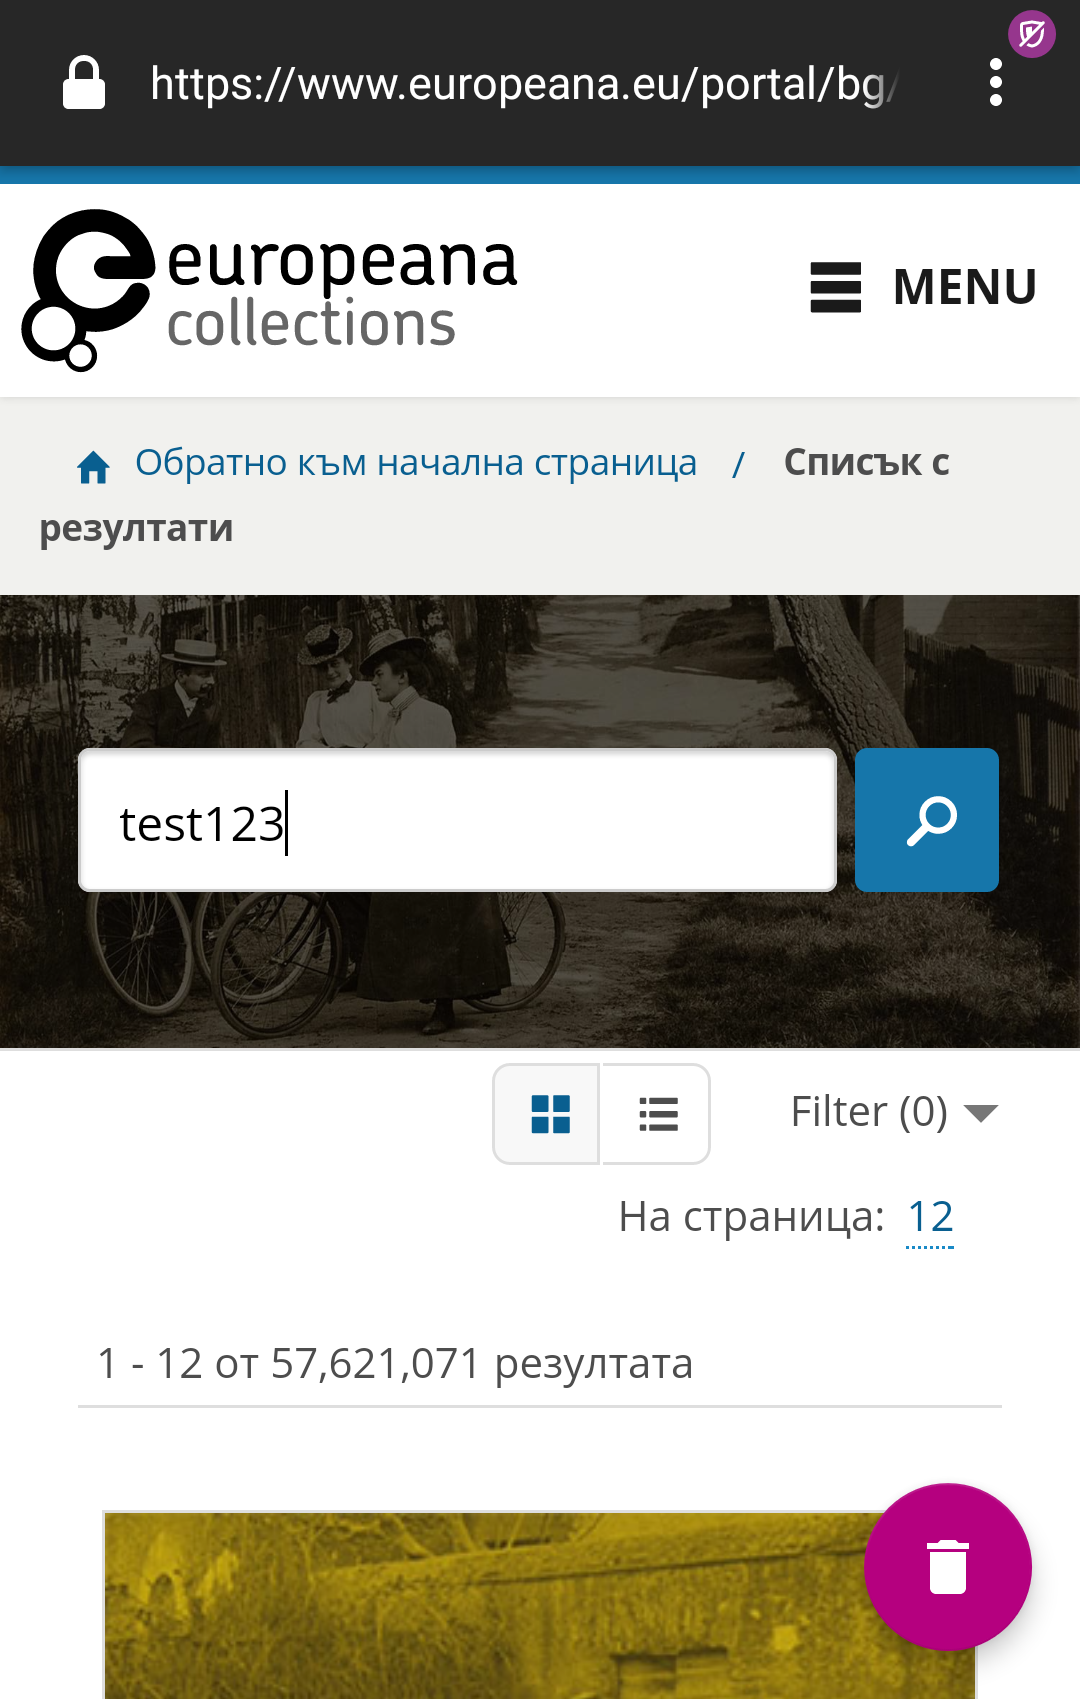 https://www.europeana.eu/portal/bg/
europeana
collections
MENU
Обратно към начална страница / Списък с
резултати
test123
Filter (0)
На страница: 12
1 - 12 от 57,621,071 резултата